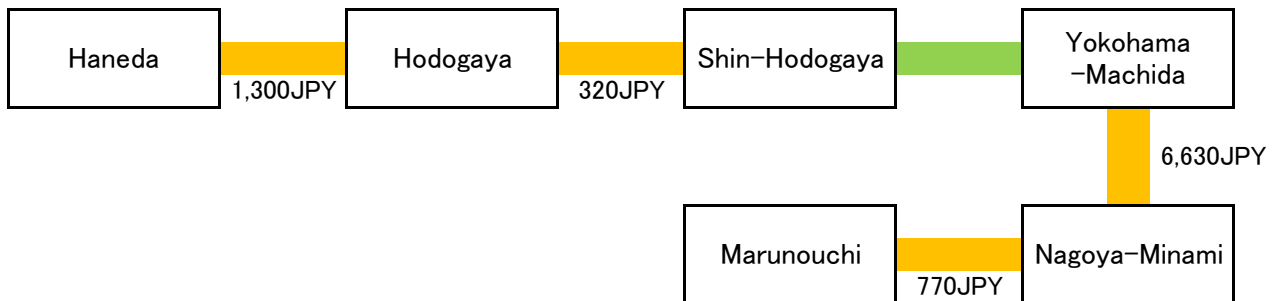 Haneda
1,300JPY
Hodogaya
320JPY
Shin-Hodogaya
Yokohama
-Machida
6,630JPY
Nagoya-Minami
770JPY
Marunouchi